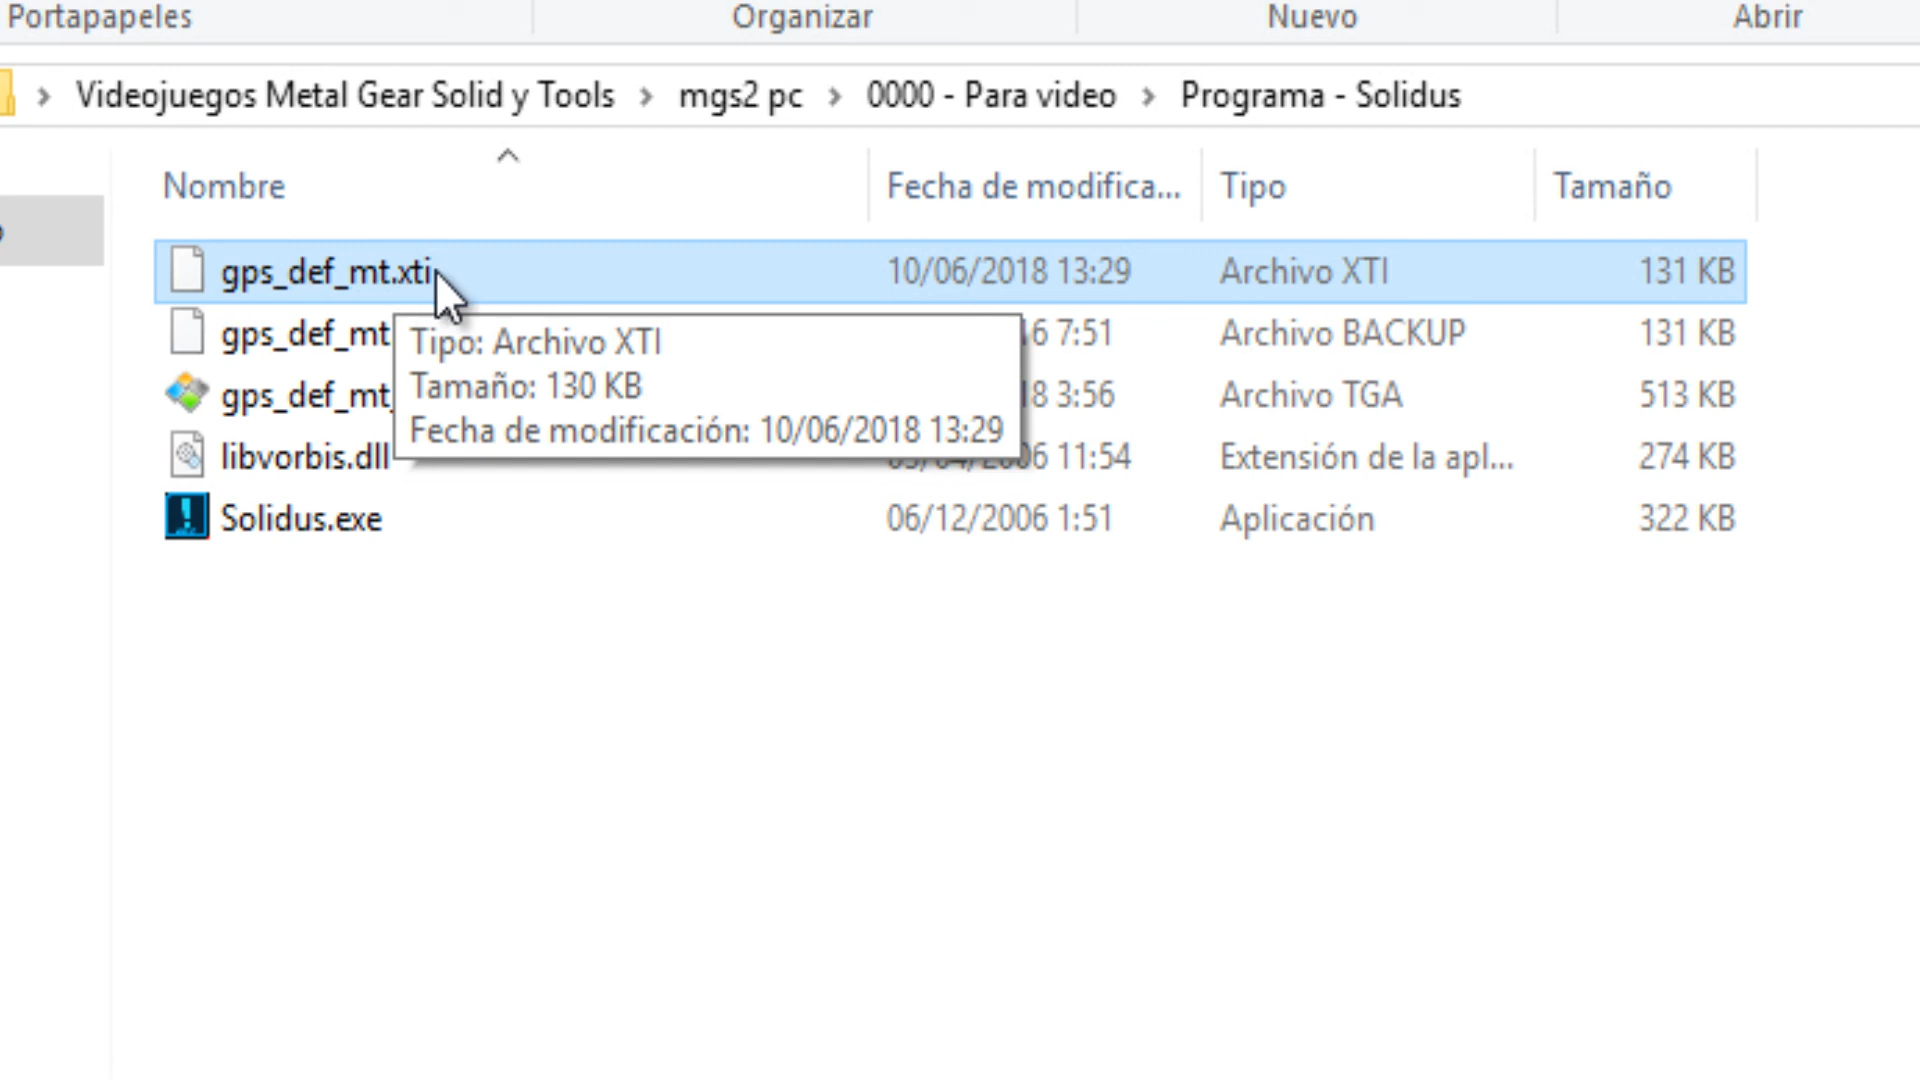 Portapapeles Organizar Nuevo Abrir
Videojuegos Metal Gear Solid y Tools > mgs2 pc > 0000 - Para video > Programa - Solidus
Nombre Fecha de modifica... Tipo Tamaño
gps_def_mt.xti 10/06/2018 13:29 Archivo XTI 131 KB
gps_def_mt 6 7:51 Archivo BACKUP 131 KB
gps_def_mt_ 18 3:56 Archivo TGA 513 KB
libvorbis.dll 11:54 Extensión de la apl... 274 KB
Solidus.exe 06/12/2006 1:51 Aplicación 322 KB
Tipo: Archivo XTI
Tamaño: 130 KB
Fecha de modificación: 10/06/2018 13:29